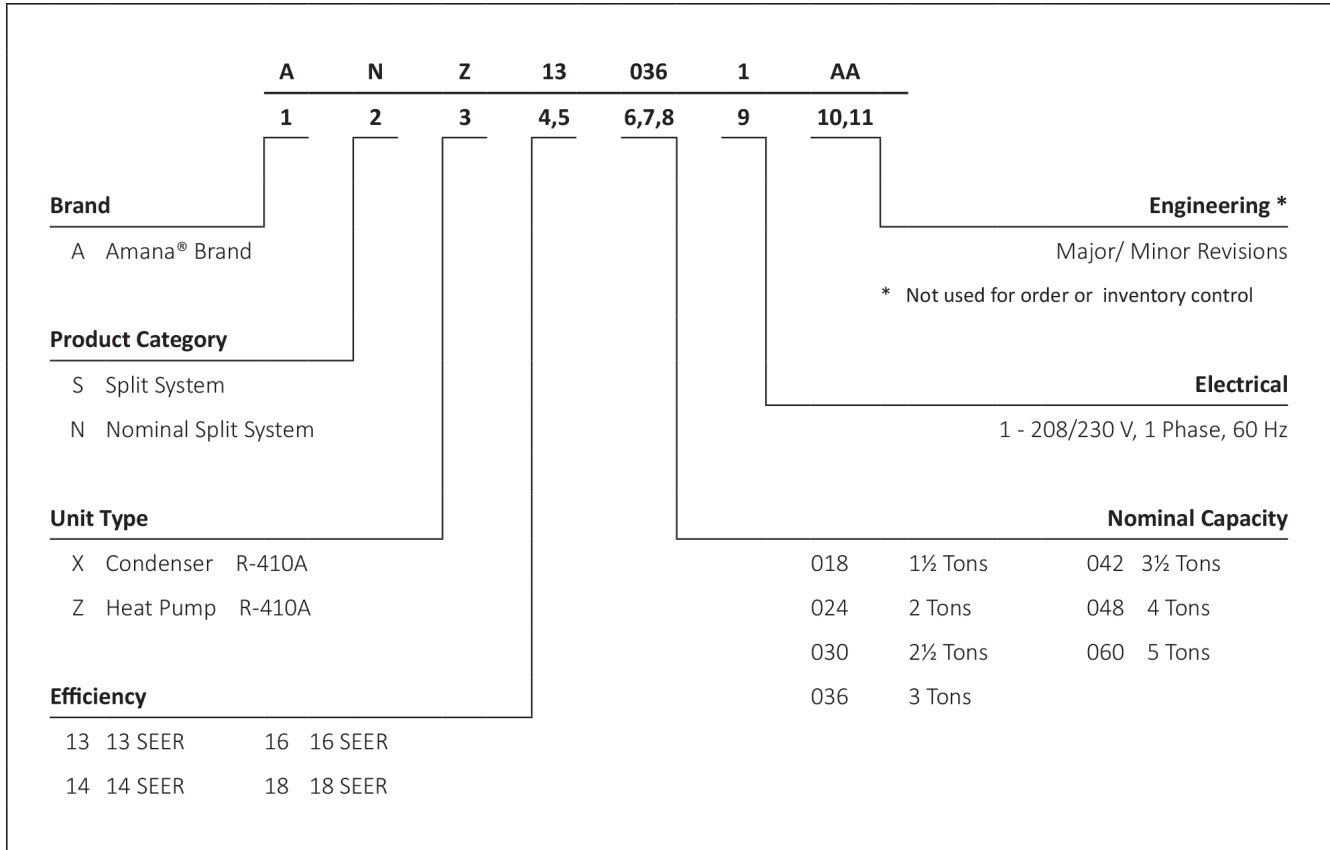 A N Z 13 036 1 AA
1 2 3 4,5 6,7,8 9 10,11
Brand
A Amana® Brand
Product Category
S Split System
N Nominal Split System
Unit Type
X Condenser R-410A
Z Heat Pump R-410A
Efficiency
13 13 SEER 16 16 SEER
14 14 SEER 18 18 SEER
Engineering *
Major/ Minor Revisions
* Not used for order or inventory control
Electrical
1 - 208/230 V, 1 Phase, 60 Hz
Nominal Capacity
018 1½ Tons 042 3½ Tons
024 2 Tons 048 4 Tons
030 2½ Tons 060 5 Tons
036 3 Tons